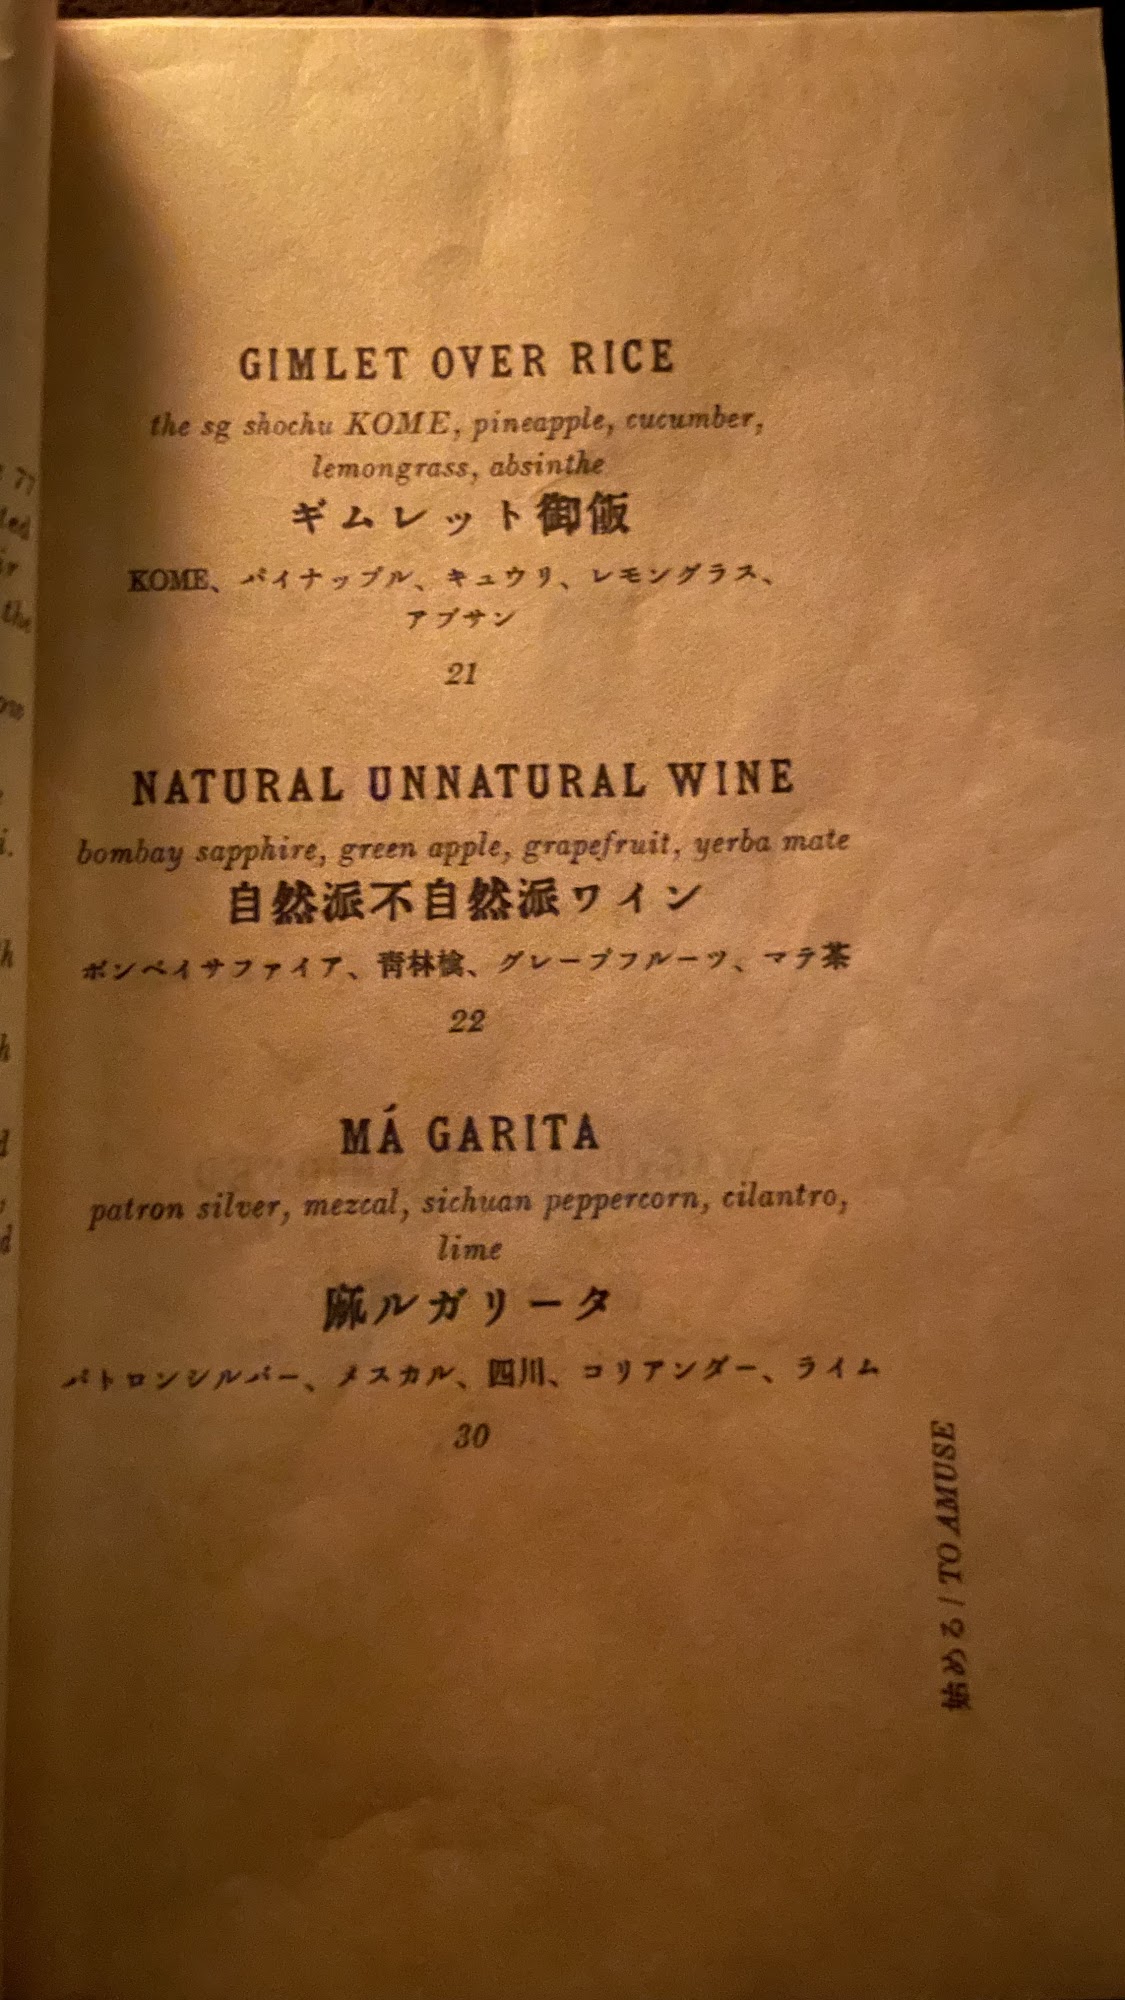 GIMLET OVER RICE
the sg shochu KOME, pineapple, cucumber,
lemongrass, absinthe
ギムレット御飯
KOME、パイナップル、キュウリ、レモングラス、
アブサン
21
NATURAL UNNATURAL WINE
bombay sapphire, green apple, grapefruit, yerba mate
自然派不自然派ワイン
ボンベイサファイア、青林檎、グレープフルーツ、マテ茶
22
MÁ GARITA
patron silver, mezcal, sichuan peppercorn, cilantro,
lime
麻ルガリータ
パトロンシルバー、メスカル、四川、コリアンダー、ライム
30
始める / TO AMUSE